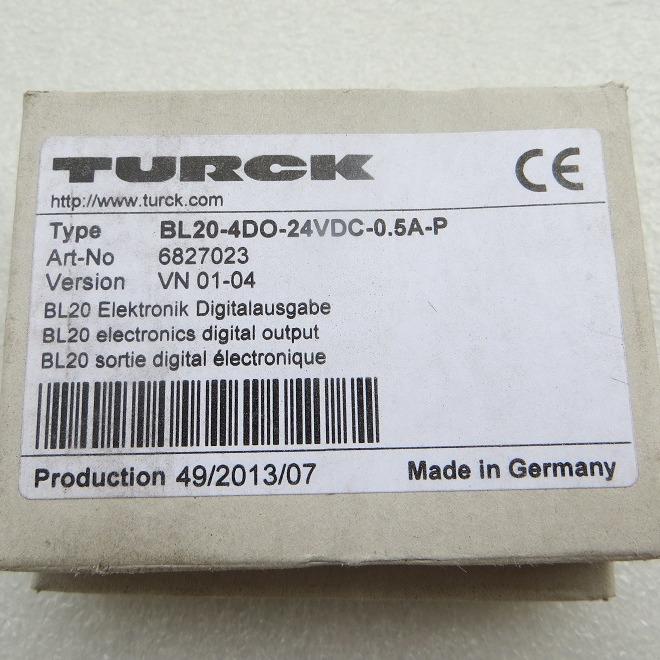 TURCK
CE
http://www.turck.com
Type BL20-4DO-24VDC-0.5A-P
Art-No 6827023
Version VN 01-04
BL20 Elektronik Digitalausgabe
BL20 electronics digital output
BL20 sortie digital électronique
Production 49/2013/07 Made in Germany